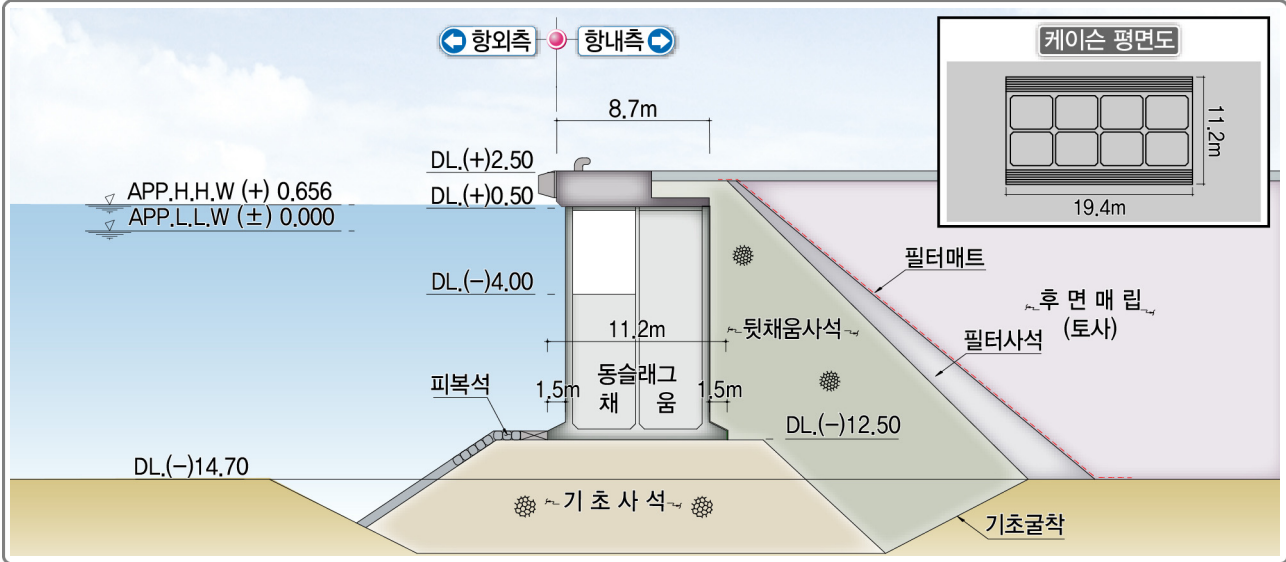 항외측 항내측
케이슨 평면도
8.7m
11.2m
19.4m
DL.(+)2.50
APP.H.H.W (+) 0.656
DL.(+)0.50
APP.L.L.W (±) 0.000
필터매트
DL.(-)4.00
후 면 매 립
(토사)
11.2m
뒷채움사석
필터사석
피복석
1.5m
동슬래그
1.5m
채 움
DL.(-)12.50
DL.(-)14.70
기 초 사 석
기초굴착